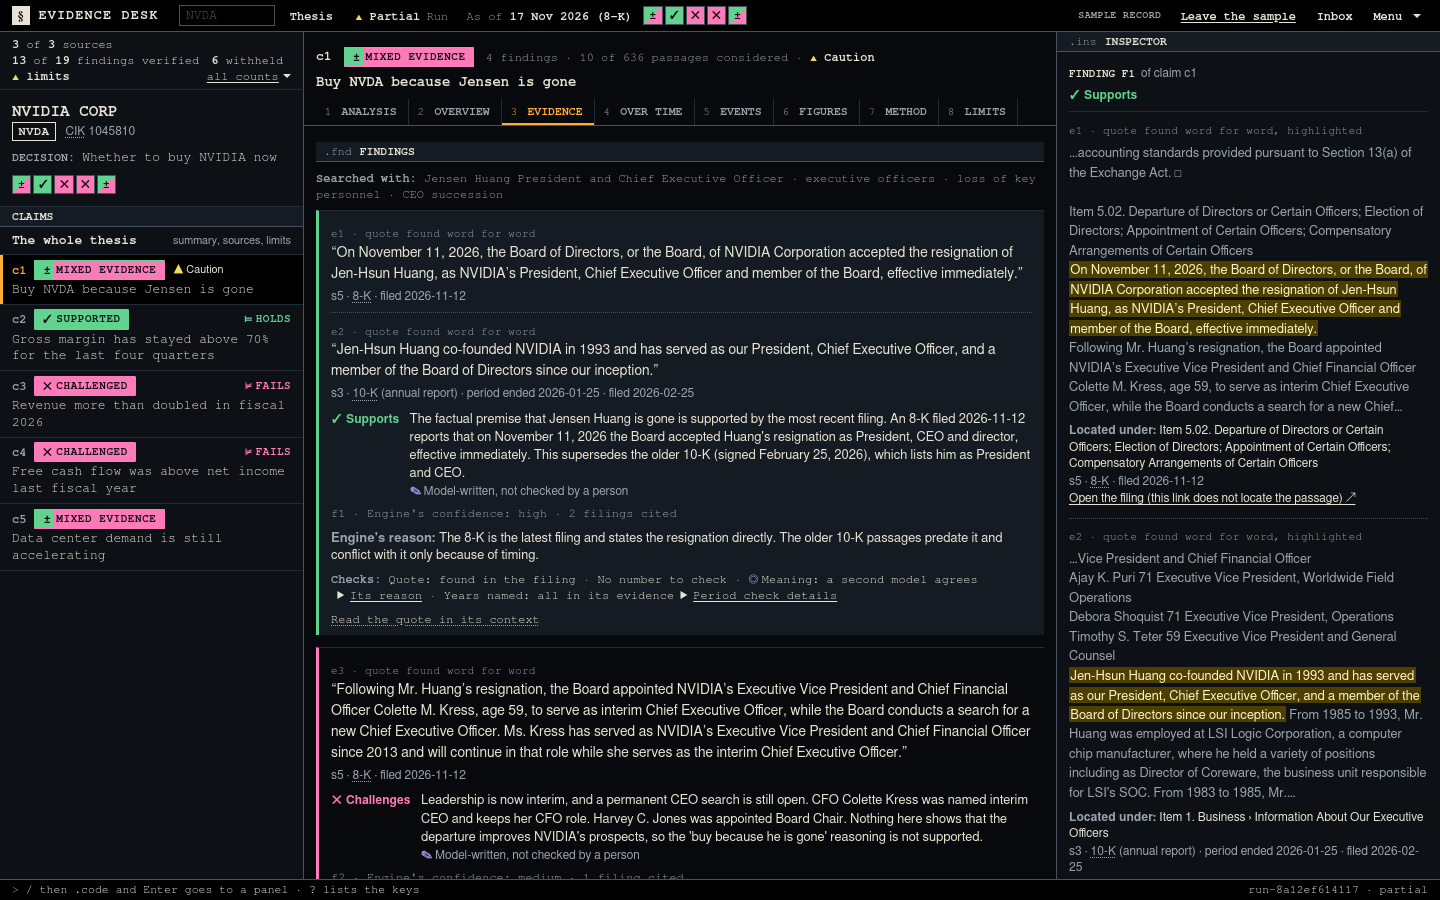 § EVIDENCE DESK NVDA Thesis ▲ Partial Run As of 17 Nov 2026 (8-K) ± ✓ ✕ ✕ ± SAMPLE RECORD Leave the sample Inbox Menu
3 of 3 sources
13 of 19 findings verified 6 withheld
▲ limits all counts
NVIDIA CORP
NVDA CIK 1045810
DECISION: Whether to buy NVIDIA now
± ✓ ✕ ✕ ±
CLAIMS
The whole thesis summary, sources, limits
c1 ± MIXED EVIDENCE ▲ Caution
Buy NVDA because Jensen is gone
c2 ✓ SUPPORTED ⊨ HOLDS
Gross margin has stayed above 70%
for the last four quarters
c3 ✕ CHALLENGED ⊭ FAILS
Revenue more than doubled in fiscal
2026
c4 ✕ CHALLENGED ⊭ FAILS
Free cash flow was above net income
last fiscal year
c5 ± MIXED EVIDENCE
Data center demand is still
accelerating
c1 ± MIXED EVIDENCE 4 findings · 10 of 636 passages considered · ▲ Caution
Buy NVDA because Jensen is gone
1 ANALYSIS 2 OVERVIEW 3 EVIDENCE 4 OVER TIME 5 EVENTS 6 FIGURES 7 METHOD 8 LIMITS
.fnd FINDINGS
Searched with: Jensen Huang President and Chief Executive Officer · executive officers · loss of key
personnel · CEO succession
e1 · quote found word for word
“On November 11, 2026, the Board of Directors, or the Board, of NVIDIA Corporation accepted the resignation of
Jen-Hsun Huang, as NVIDIA’s President, Chief Executive Officer and member of the Board, effective immediately.”
s5 · 8-K · filed 2026-11-12
e2 · quote found word for word
“Jen-Hsun Huang co-founded NVIDIA in 1993 and has served as our President, Chief Executive Officer, and a
member of the Board of Directors since our inception.”
s3 · 10-K (annual report) · period ended 2026-01-25 · filed 2026-02-25
✓ Supports The factual premise that Jensen Huang is gone is supported by the most recent filing. An 8-K filed 2026-11-12
reports that on November 11, 2026 the Board accepted Huang's resignation as President, CEO and director,
effective immediately. This supersedes the older 10-K (signed February 25, 2026), which lists him as President
and CEO.
✎ Model-written, not checked by a person
f1 · Engine's confidence: high · 2 filings cited
Engine's reason: The 8-K is the latest filing and states the resignation directly. The older 10-K passages predate it and
conflict with it only because of timing.
Checks: Quote: found in the filing · No number to check · Meaning: a second model agrees
▶ Its reason · Years named: all in its evidence ▶ Period check details
Read the quote in its context
e3 · quote found word for word
“Following Mr. Huang’s resignation, the Board appointed NVIDIA’s Executive Vice President and Chief Financial
Officer Colette M. Kress, age 59, to serve as interim Chief Executive Officer, while the Board conducts a search for a
new Chief Executive Officer. Ms. Kress has served as NVIDIA’s Executive Vice President and Chief Financial Officer
since 2013 and will continue in that role while she serves as the interim Chief Executive Officer.”
s5 · 8-K · filed 2026-11-12
✕ Challenges Leadership is now interim, and a permanent CEO search is still open. CFO Colette Kress was named interim
CEO and keeps her CFO role. Harvey C. Jones was appointed Board Chair. Nothing here shows that the
departure improves NVIDIA's prospects, so the 'buy because he is gone' reasoning is not supported.
✎ Model-written, not checked by a person
f2 · Engine's confidence: medium · 1 filing cited
.ins INSPECTOR
FINDING F1 of claim c1
✓ Supports
e1 · quote found word for word, highlighted
…accounting standards provided pursuant to Section 13(a) of
the Exchange Act. ☐
Item 5.02. Departure of Directors or Certain Officers; Election of
Directors; Appointment of Certain Officers; Compensatory
Arrangements of Certain Officers
On November 11, 2026, the Board of Directors, or the Board, of
NVIDIA Corporation accepted the resignation of Jen-Hsun
Huang, as NVIDIA’s President, Chief Executive Officer and
member of the Board, effective immediately.
Following Mr. Huang’s resignation, the Board appointed
NVIDIA’s Executive Vice President and Chief Financial Officer
Colette M. Kress, age 59, to serve as interim Chief Executive
Officer, while the Board conducts a search for a new Chief…
Located under: Item 5.02. Departure of Directors or Certain
Officers; Election of Directors; Appointment of Certain Officers;
Compensatory Arrangements of Certain Officers
s5 · 8-K · filed 2026-11-12
Open the filing (this link does not locate the passage) ↗
e2 · quote found word for word, highlighted
…Vice President and Chief Financial Officer
Ajay K. Puri 71 Executive Vice President, Worldwide Field
Operations
Debora Shoquist 71 Executive Vice President, Operations
Timothy S. Teter 59 Executive Vice President and General
Counsel
Jen-Hsun Huang co-founded NVIDIA in 1993 and has served
as our President, Chief Executive Officer, and a member of the
Board of Directors since our inception. From 1985 to 1993, Mr.
Huang was employed at LSI Logic Corporation, a computer
chip manufacturer, where he held a variety of positions
including as Director of Coreware, the business unit responsible
for LSI’s SOC. From 1983 to 1985, Mr.…
Located under: Item 1. Business › Information About Our Executive
Officers
s3 · 10-K (annual report) · period ended 2026-01-25 · filed 2026-02-
25
> / then .code and Enter goes to a panel · ? lists the keys run-8a12ef614117 · partial